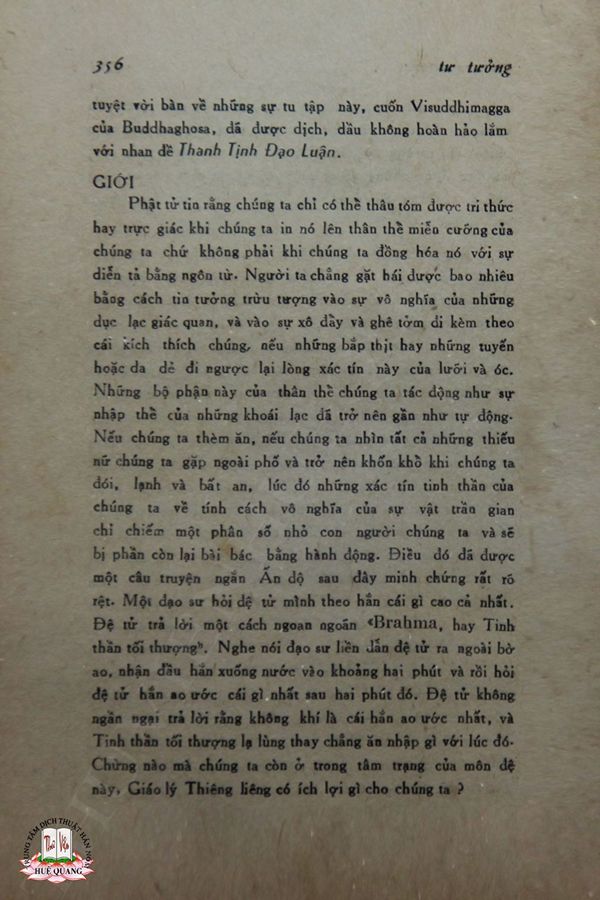 356 tư tưởng
tuyệt vời bàn về những sự tu tập này, cuốn Visuddhimagga
của Buddhaghosa, đã được dịch, dầu không hoàn hảo lắm
với nhan đề Thanh Tịnh Đạo Luận.
GIỚI
Phật tử tin rằng chúng ta chỉ có thể thâu tóm được tri thức
hay trực giác khi chúng ta in nó lên thân thể miễn cưỡng của
chúng ta chứ không phải khi chúng ta đồng hóa nó với sự
diễn tả bằng ngôn từ. Người ta chẳng gặt hái được bao nhiêu
bằng cách tin tưởng trừu tượng vào sự vô nghĩa của những
dục lạc giác quan, và vào sự xô đẩy và ghê tởm đi kèm theo
cái kích thích chúng, nếu những bắp thịt hay những tuyến
hoặc da dẻ đi ngược lại lòng xác tín này của lưỡi và óc.
Những bộ phận này của thân thể chúng ta tác động như sự
nhập thể của những khoái lạc đã trở nên gần như tự động.
Nếu chúng ta thèm ăn, nếu chúng ta nhìn tất cả những thiếu
nữ chúng ta gặp ngoài phố và trở nên khốn khổ khi chúng ta
đói, lạnh và bất an, lúc đó những xác tín tinh thần của
chúng ta về tính cách vô nghĩa của sự vật trần gian
chỉ chiếm một phân số nhỏ con người chúng ta và sẽ
bị phần còn lại bài bác bằng hành động. Điều đó đã được
một câu truyện ngắn Ấn độ sau đây minh chứng rất rõ
rệt. Một đạo sư hỏi đệ tử mình theo hắn cái gì cao cả nhất.
Đệ tử trả lời một cách ngoan ngoãn «Brahma, hay Tinh
thần tối thượng». Nghe nói đạo sư liền dẫn đệ tử ra ngoài bờ
ao, nhận đầu hắn xuống nước vào khoảng hai phút và rồi hỏi
đệ tử hắn ao ước cái gì nhất sau hai phút đó. Đệ tử không
ngần ngại trả lời rằng không khí là cái hắn ao ước nhất, và
Tinh thần tối thượng lạ lùng thay chẳng ăn nhập gì với lúc đó.
Chừng nào mà chúng ta còn ở trong tâm trạng của môn đệ
này, Giáo lý Thiêng liêng có ích lợi gì cho chúng ta ?
TRUNG TÂM DỊCH THUẬT HÁN NÔM
HUỆ QUANG